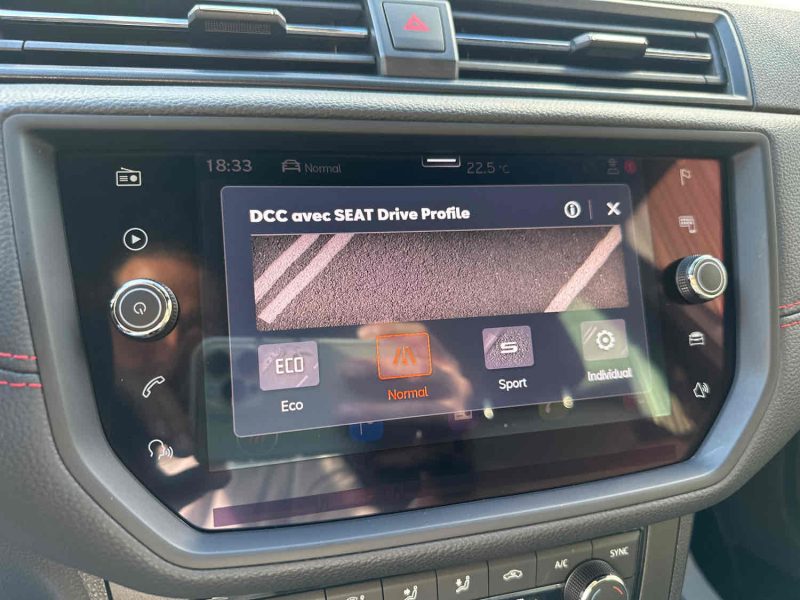 18:33 Normal 22.5 °C
DCC avec SEAT Drive Profile
ECO
S
Eco
Normal
Sport
Individual
A/C
SYNC